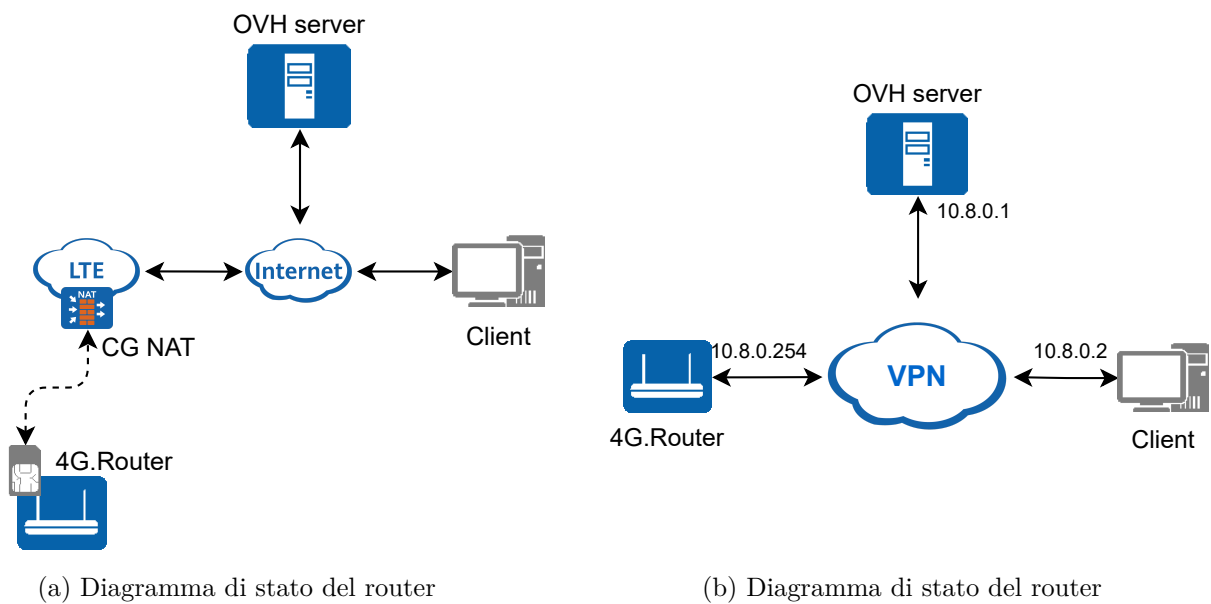 OVH server
LTE
Internet
NAT
CG NAT
Client
4G.Router
(a) Diagramma di stato del router
OVH server
10.8.0.1
10.8.0.254
VPN
10.8.0.2
4G.Router
Client
(b) Diagramma di stato del router